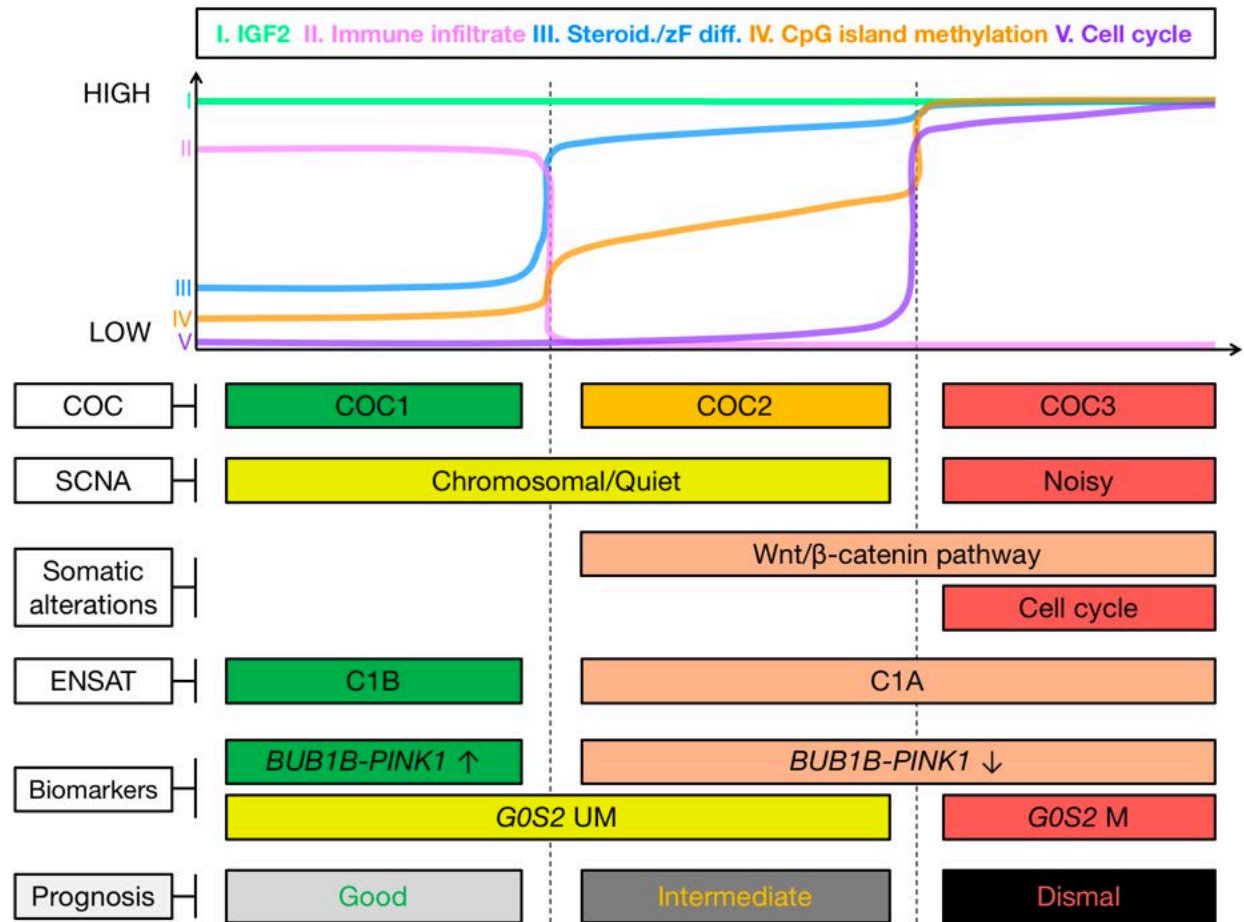 I. IGF2 II. Immune infiltrate III. Steroid./zF diff. IV. CpG island methylation V. Cell cycle
HIGH
I
II
III
IV
V
LOW
COC
COC1
COC2
COC3
SCNA
Chromosomal/Quiet
Noisy
Somatic
alterations
Wnt/β-catenin pathway
Cell cycle
ENSAT
C1B
C1A
Biomarkers
BUB1B-PINK1 ↑
BUB1B-PINK1 ↓
G0S2 UM
G0S2 M
Prognosis
Good
Intermediate
Dismal